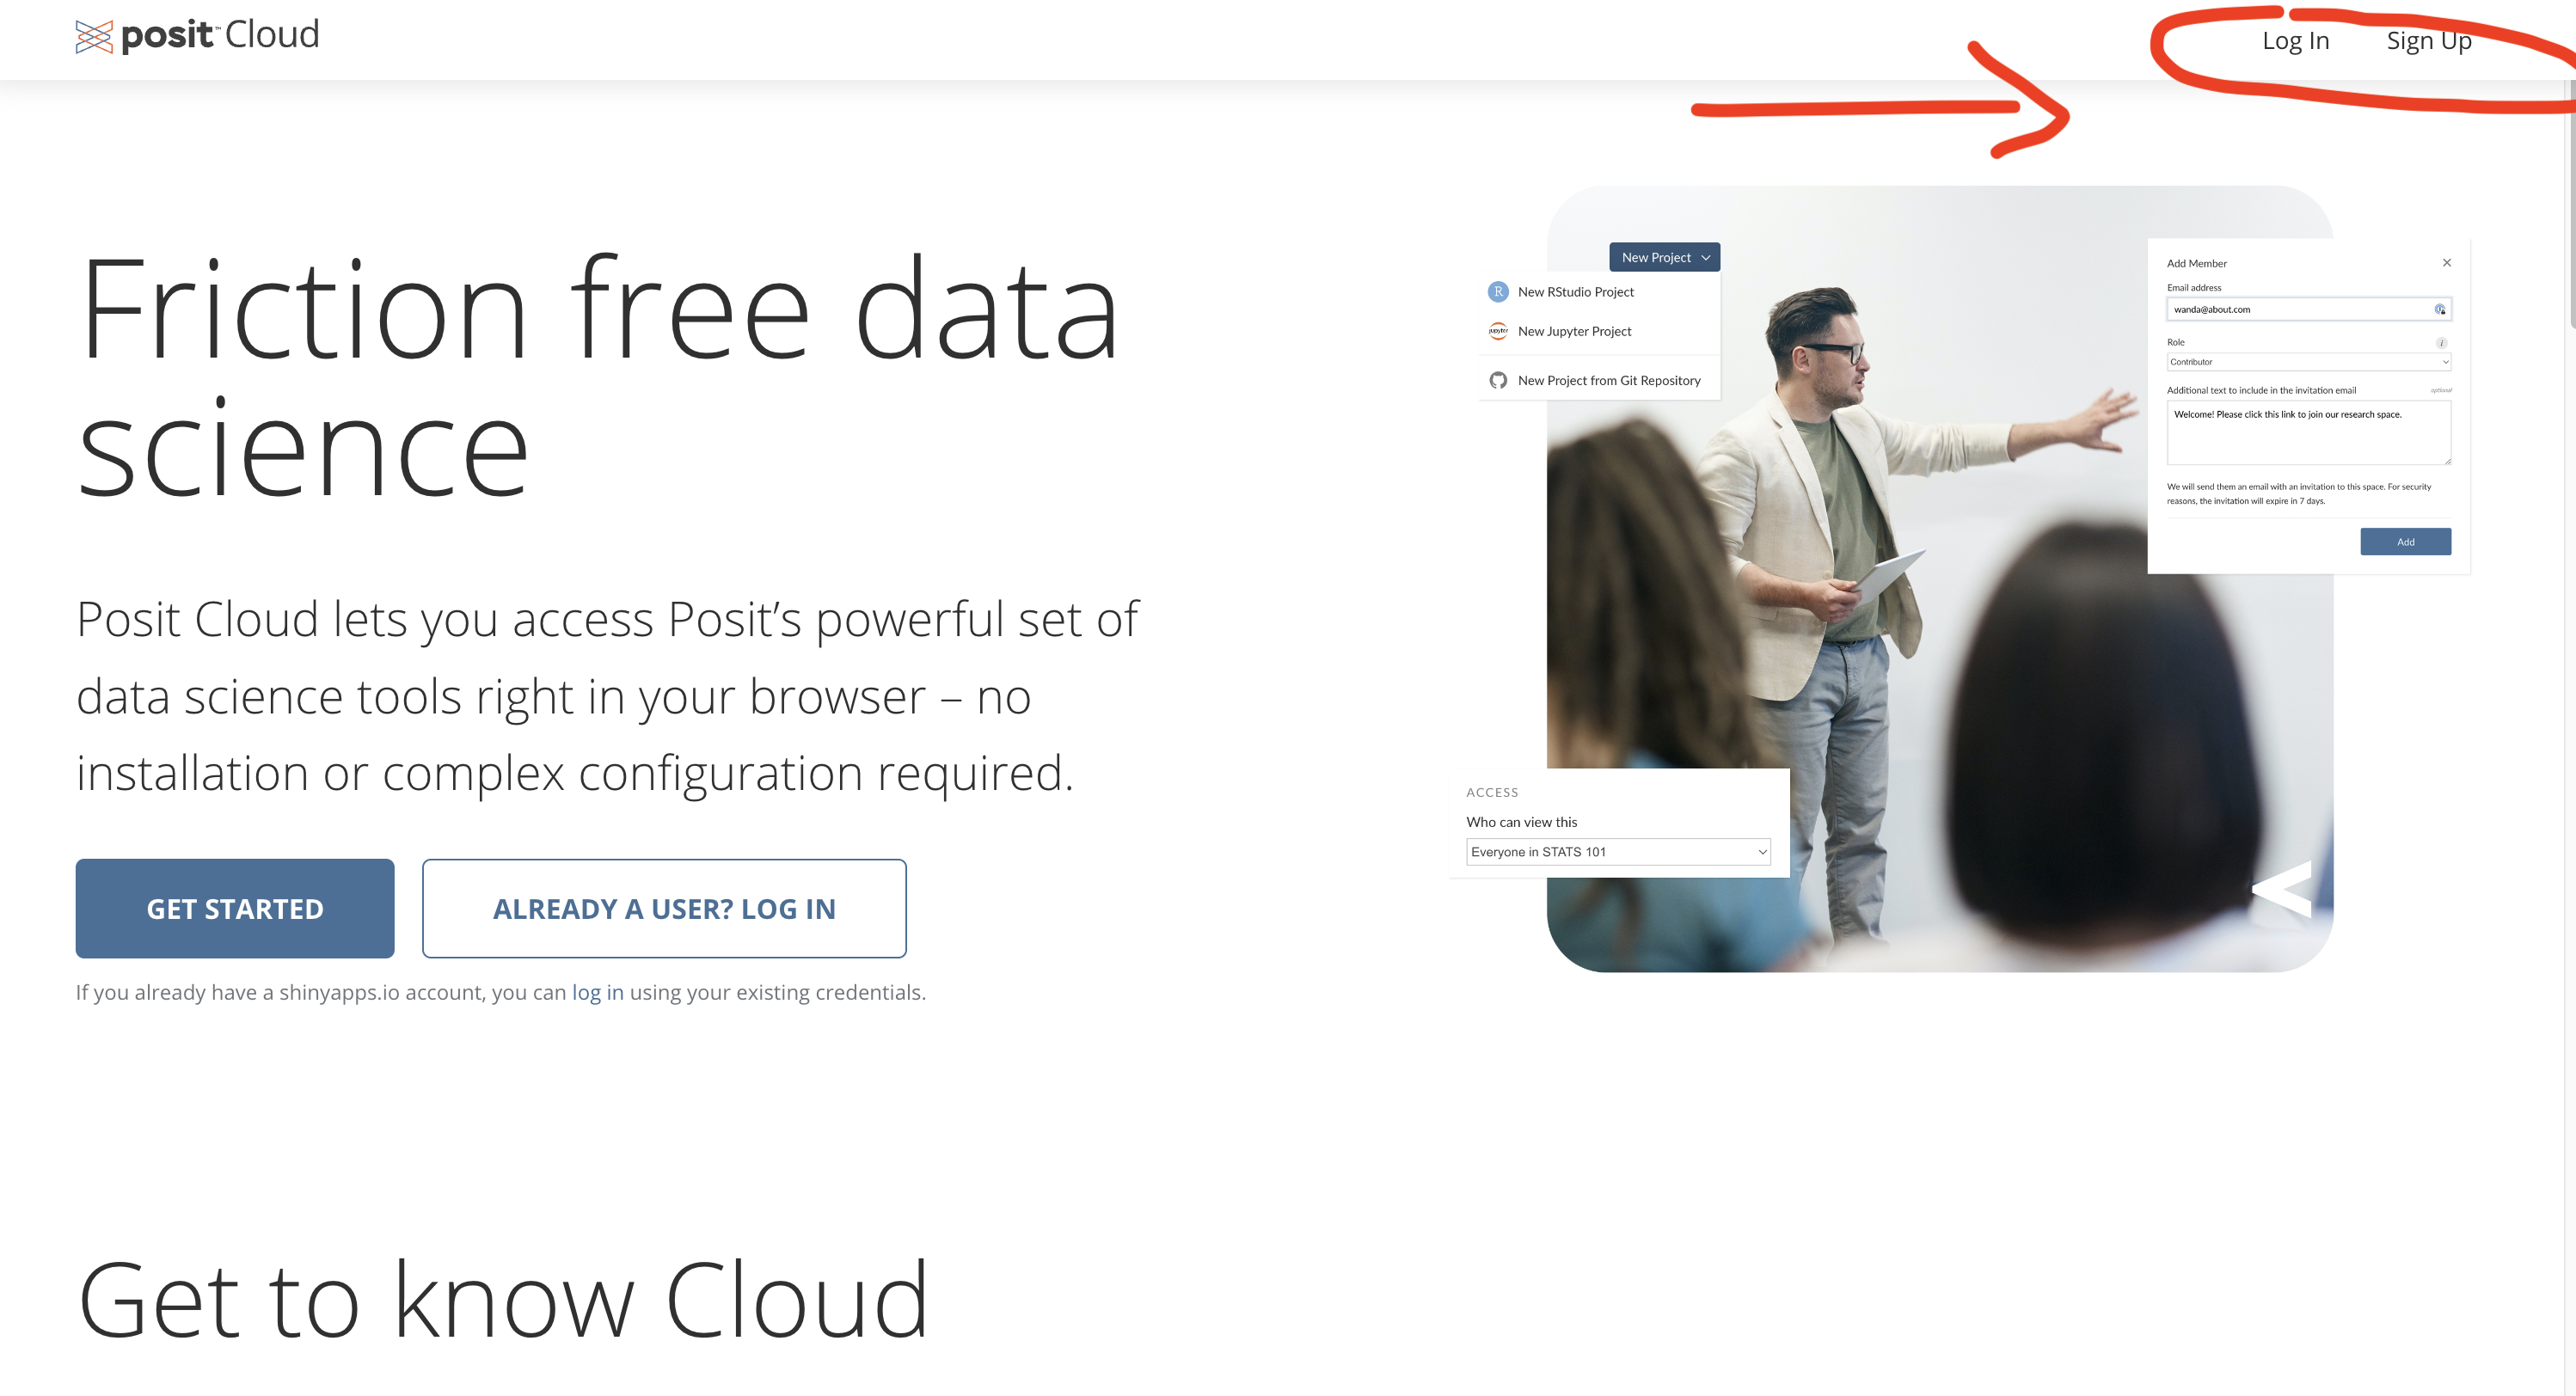 posit™ Cloud
Log In
Sign Up
Friction free data
science
Posit Cloud lets you access Posit’s powerful set of
data science tools right in your browser – no
installation or complex configuration required.
GET STARTED
ALREADY A USER? LOG IN
If you already have a shinyapps.io account, you can log in using your existing credentials.
New Project
R
New RStudio Project
jupyter
New Jupyter Project
New Project from Git Repository
Add Member
Email address
wanda@about.com
Role
i
Contributor
Additional text to include in the invitation email
optional
Welcome! Please click this link to join our research space.
We will send them an email with an invitation to this space. For security
reasons, the invitation will expire in 7 days.
Add
ACCESS
Who can view this
Everyone in STATS 101
Get to know Cloud